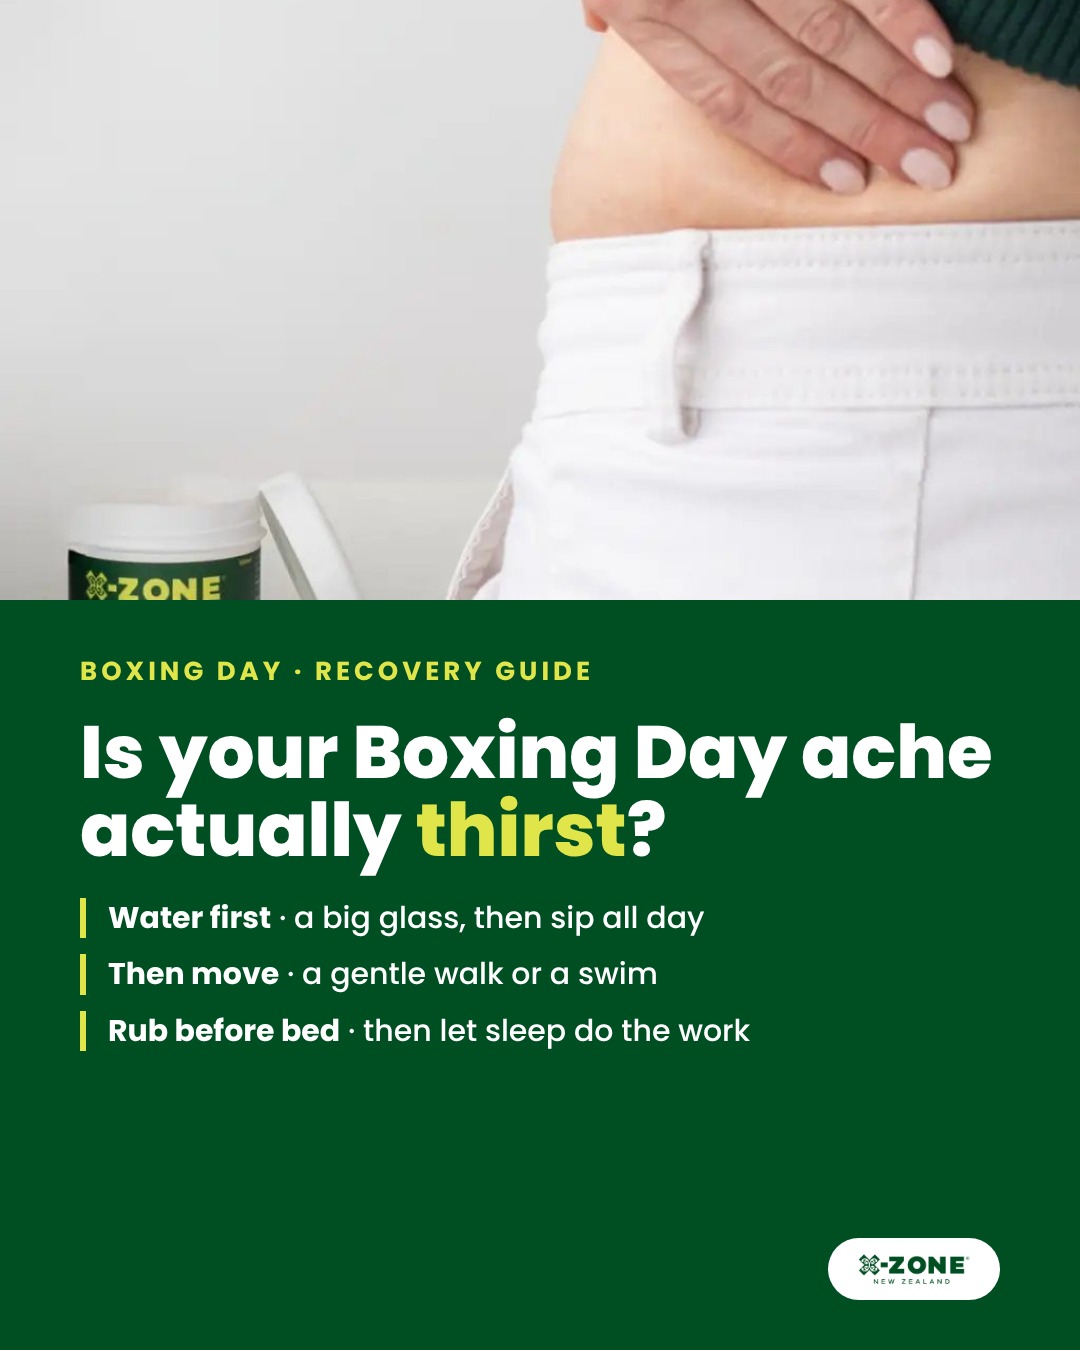 X-ZONE
BOXING DAY · RECOVERY GUIDE
Is your Boxing Day ache
actually thirst?
Water first · a big glass, then sip all day
Then move · a gentle walk or a swim
Rub before bed · then let sleep do the work
X-ZONE
NEW ZEALAND